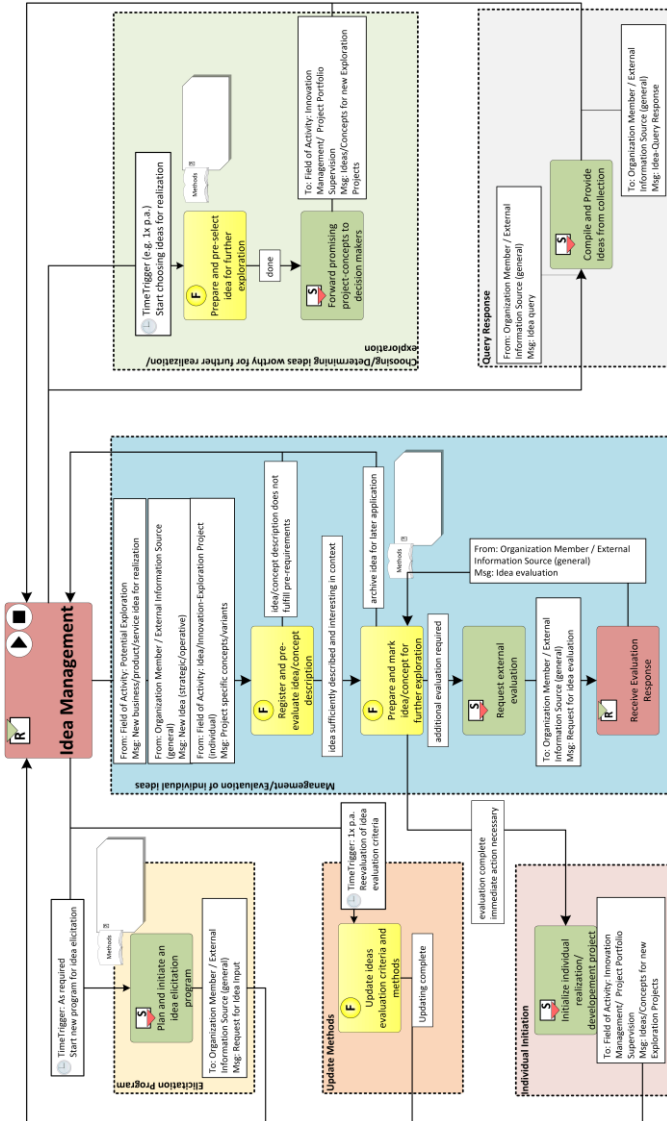 R
Idea Management
TimeTrigger: As required
Start new program for idea elicitation
Methods
S
Plan and initiate an
idea elicitation
program
To: Organization Member / External
Information Source (general)
Msg: Request for Idea Input
Elicitation Program
TimeTrigger: 1x p.a.
Reevaluation of idea
evaluation criteria
F
Update ideas
evaluation criteria and
methods
Updating complete
Update Methods
evaluation complete
immediate action necessary
S
Initialize individual
realization/
developement project
To: Field of Activity: Innovation
Management/ Project Portfolio
Supervision
Msg: Ideas/Concepts for new
Exploration Projects
Individual Initiation
From: Field of Activity: Potential Exploration
Msg: New business/product/service idea for realization
From: Organization Member / External Information Source
(general)
Msg: New Idea (strategic/operative)
From: Field of Activity: Idea/Innovation-Exploration Project
(individual)
Msg: Project specific concepts/variants
F
Register and pre-
evaluate idea/concept
description
idea/concept description does not
fulfill pre-requirements
idea sufficiently described and interesting in context
archive idea for later application
Methods
F
Prepare and mark
idea/concept for
further exploration
additional evaluation required
S
Request external
evaluation
To: Organization Member / External
Information Source (general)
Msg: Request for idea evaluation
From: Organization Member / External
Information Source (general)
Msg: Idea evaluation
R
Receive Evaluation
Response
Management/Evaluation of individual ideas
TimeTrigger (e.g. 1x p.a.)
Start choosing ideas for realization
Methods
F
Prepare and pre-select
idea for further
exploration
done
S
Forward promising
project-concepts to
decision makers
To: Field of Activity: Innovation
Management/ Project Portfolio
Supervision
Msg: Ideas/Concepts for new Exploration
Projects
Choosing/Determining ideas worthy for further realization/
exploration
From: Organization Member / External
Information Source (general)
Msg: Idea query
S
Compile and Provide
Ideas from collection
To: Organization Member / External
Information Source (general)
Msg: Idea-Query Response
Query Response